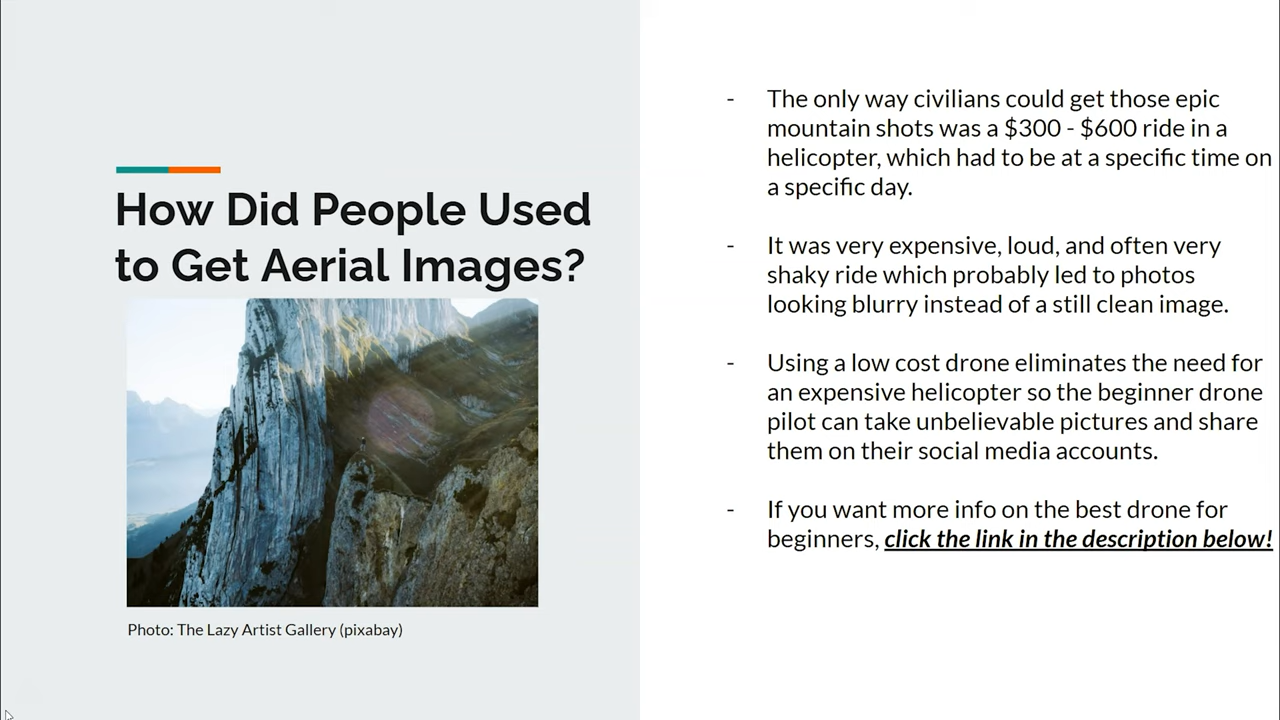 How Did People Used
to Get Aerial Images?
Photo: The Lazy Artist Gallery (pixabay)
- The only way civilians could get those epic
mountain shots was a $300 - $600 ride in a
helicopter, which had to be at a specific time on
a specific day.
- It was very expensive, loud, and often very
shaky ride which probably led to photos
looking blurry instead of a still clean image.
- Using a low cost drone eliminates the need for
an expensive helicopter so the beginner drone
pilot can take unbelievable pictures and share
them on their social media accounts.
- If you want more info on the best drone for
beginners, click the link in the description below!